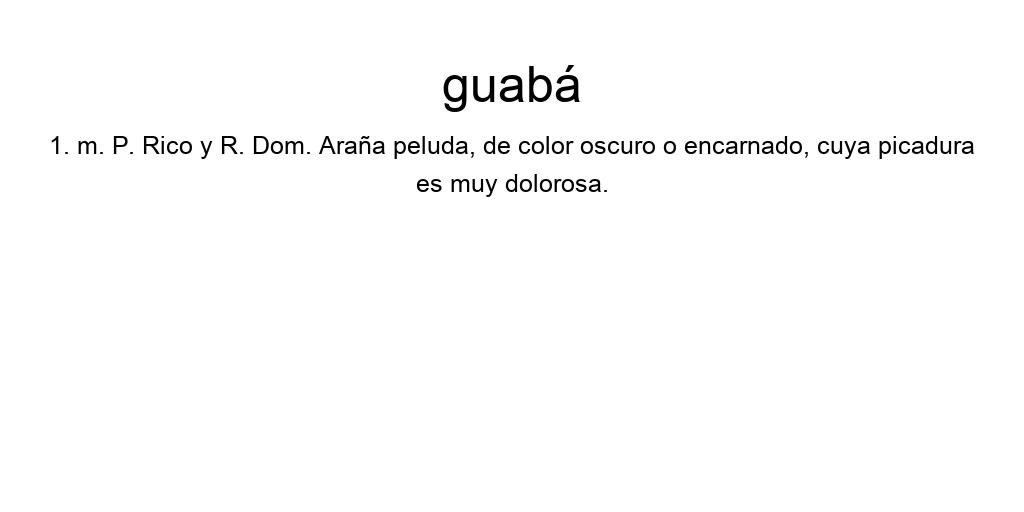 guabá
1. m. P. Rico y R. Dom. Araña peluda, de color oscuro o encarnado, cuya picadura
es muy dolorosa.